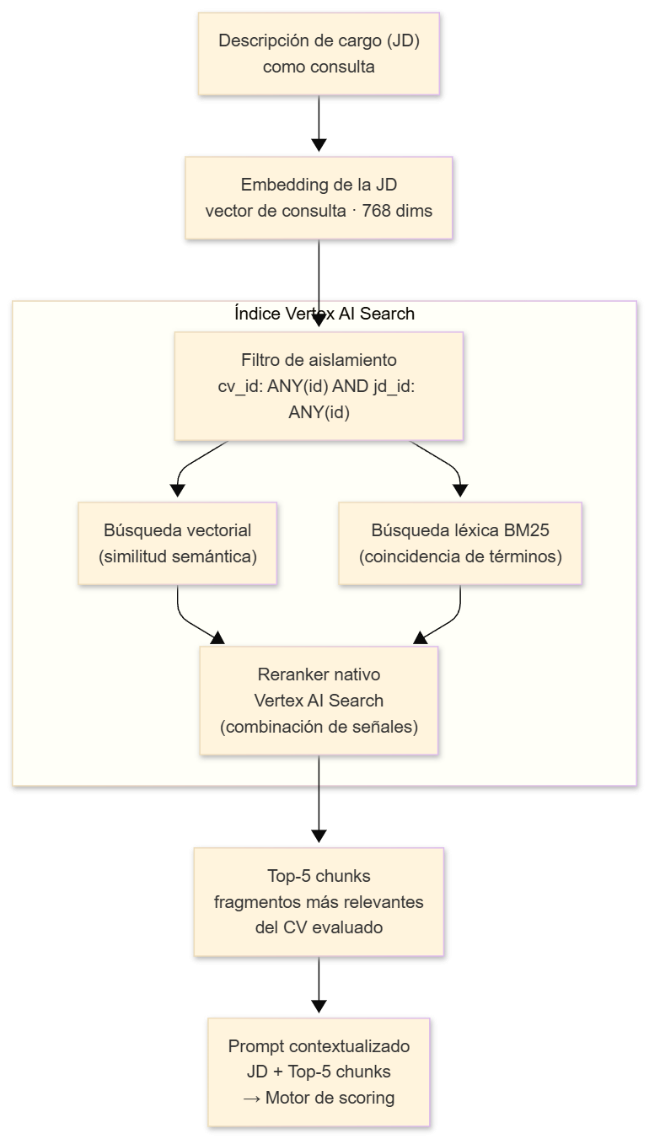 Descripción de cargo (JD)
como consulta
Embedding de la JD
vector de consulta · 768 dims
Índice Vertex AI Search
Filtro de aislamiento
cv_id: ANY(id) AND jd_id:
ANY(id)
Búsqueda vectorial
(similitud semántica)
Búsqueda léxica BM25
(coincidencia de términos)
Reranker nativo
Vertex AI Search
(combinación de señales)
Top-5 chunks
fragmentos más relevantes
del CV evaluado
Prompt contextualizado
JD + Top-5 chunks
→ Motor de scoring